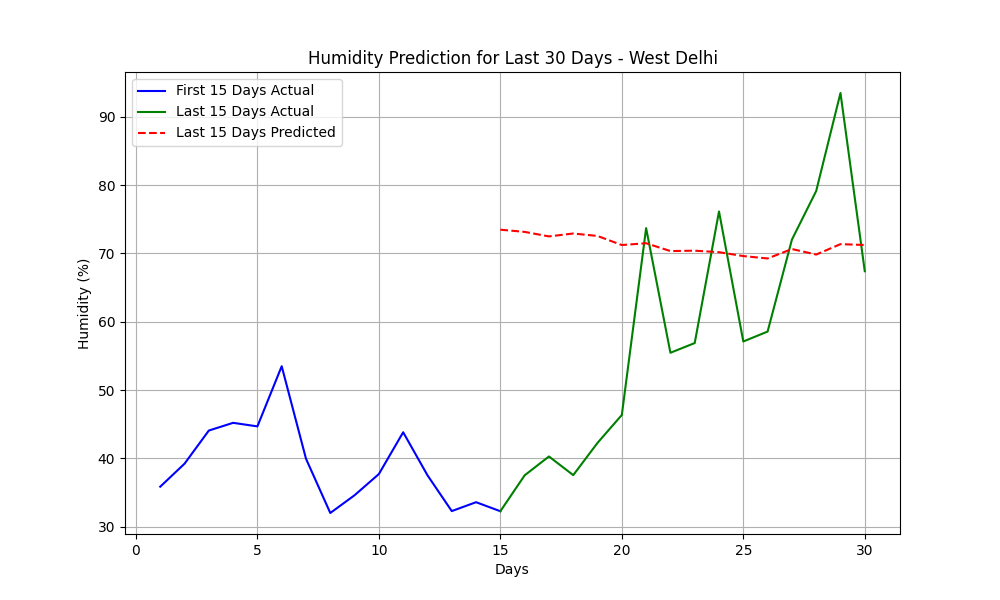 Humidity Prediction for Last 30 Days - West Delhi
First 15 Days Actual
Last 15 Days Actual
Last 15 Days Predicted
90
80
70
60
50
40
30
Humidity (%)
0 5 10 15 20 25 30
Days